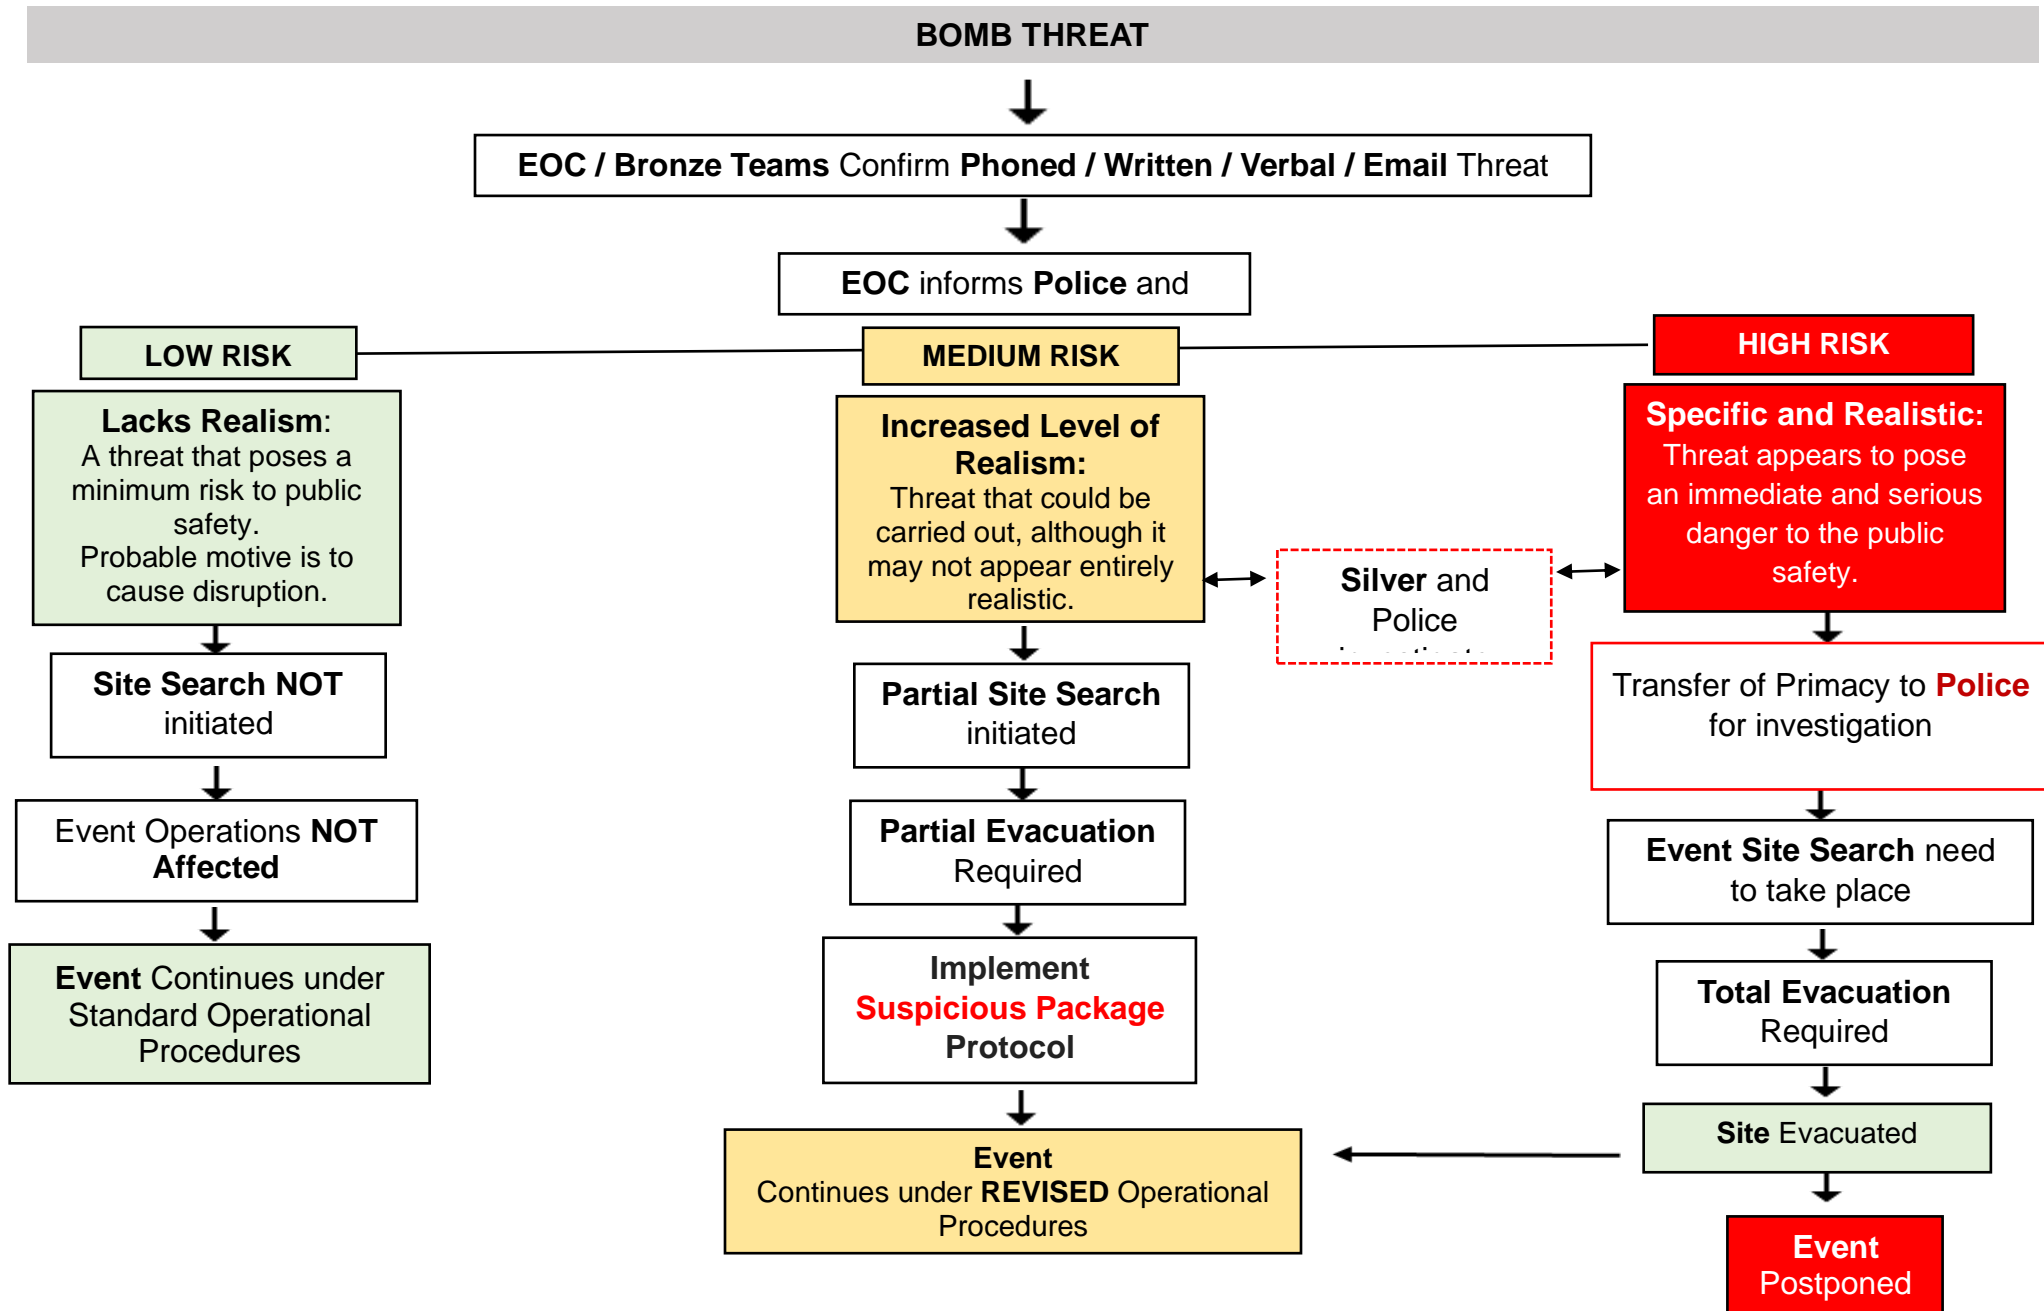 BOMB THREAT
EOC / Bronze Teams Confirm Phoned / Written / Verbal / Email Threat
EOC informs Police and
LOW RISK
MEDIUM RISK
HIGH RISK
Lacks Realism:
A threat that poses a
minimum risk to public
safety.
Probable motive is to
cause disruption.
Increased Level of
Realism:
Threat that could be
carried out, although it
may not appear entirely
realistic.
Specific and Realistic:
Threat appears to pose
an immediate and serious
danger to the public
safety.
Silver and
Police
Site Search NOT
initiated
Partial Site Search
initiated
Transfer of Primacy to Police
for investigation
Event Operations NOT
Affected
Partial Evacuation
Required
Event Site Search need
to take place
Event Continues under
Standard Operational
Procedures
Implement
Suspicious Package
Protocol
Total Evacuation
Required
Site Evacuated
Event
Continues under REVISED Operational
Procedures
Event
Postponed